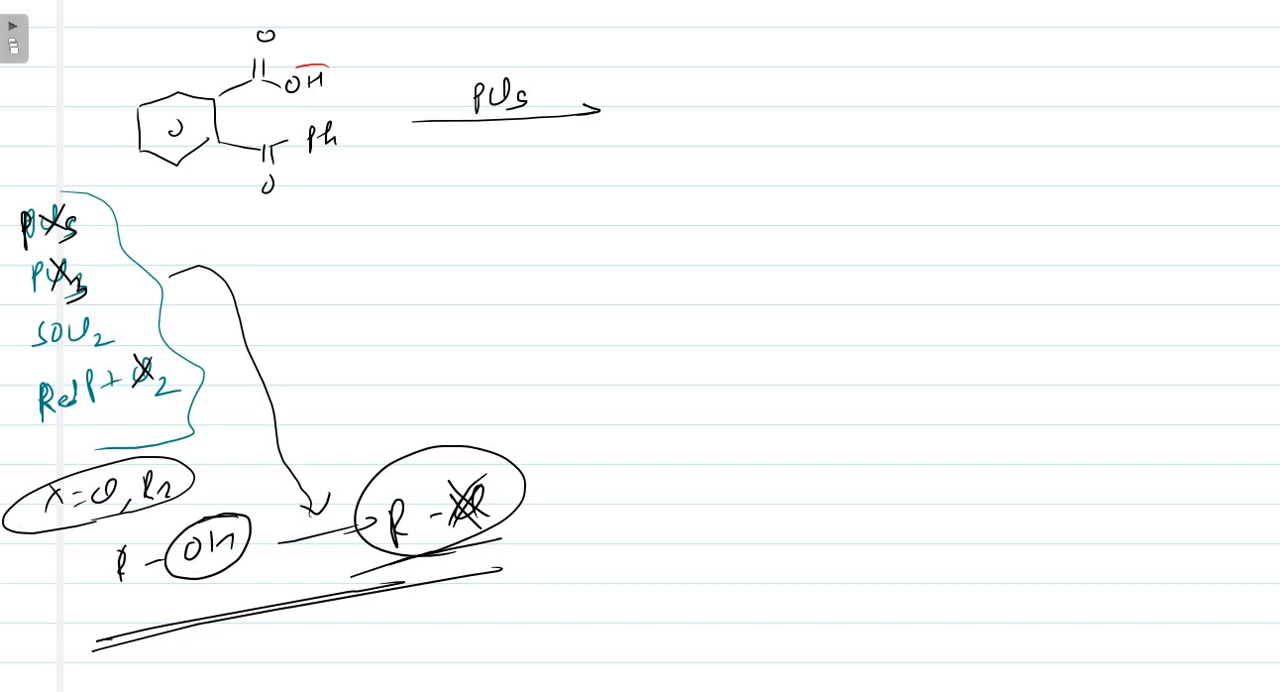 O
OH
PCl5
Ph
O
PX5
PX3
SOCl2
Red P + X2
X = Cl, Br
R - OH → R - X